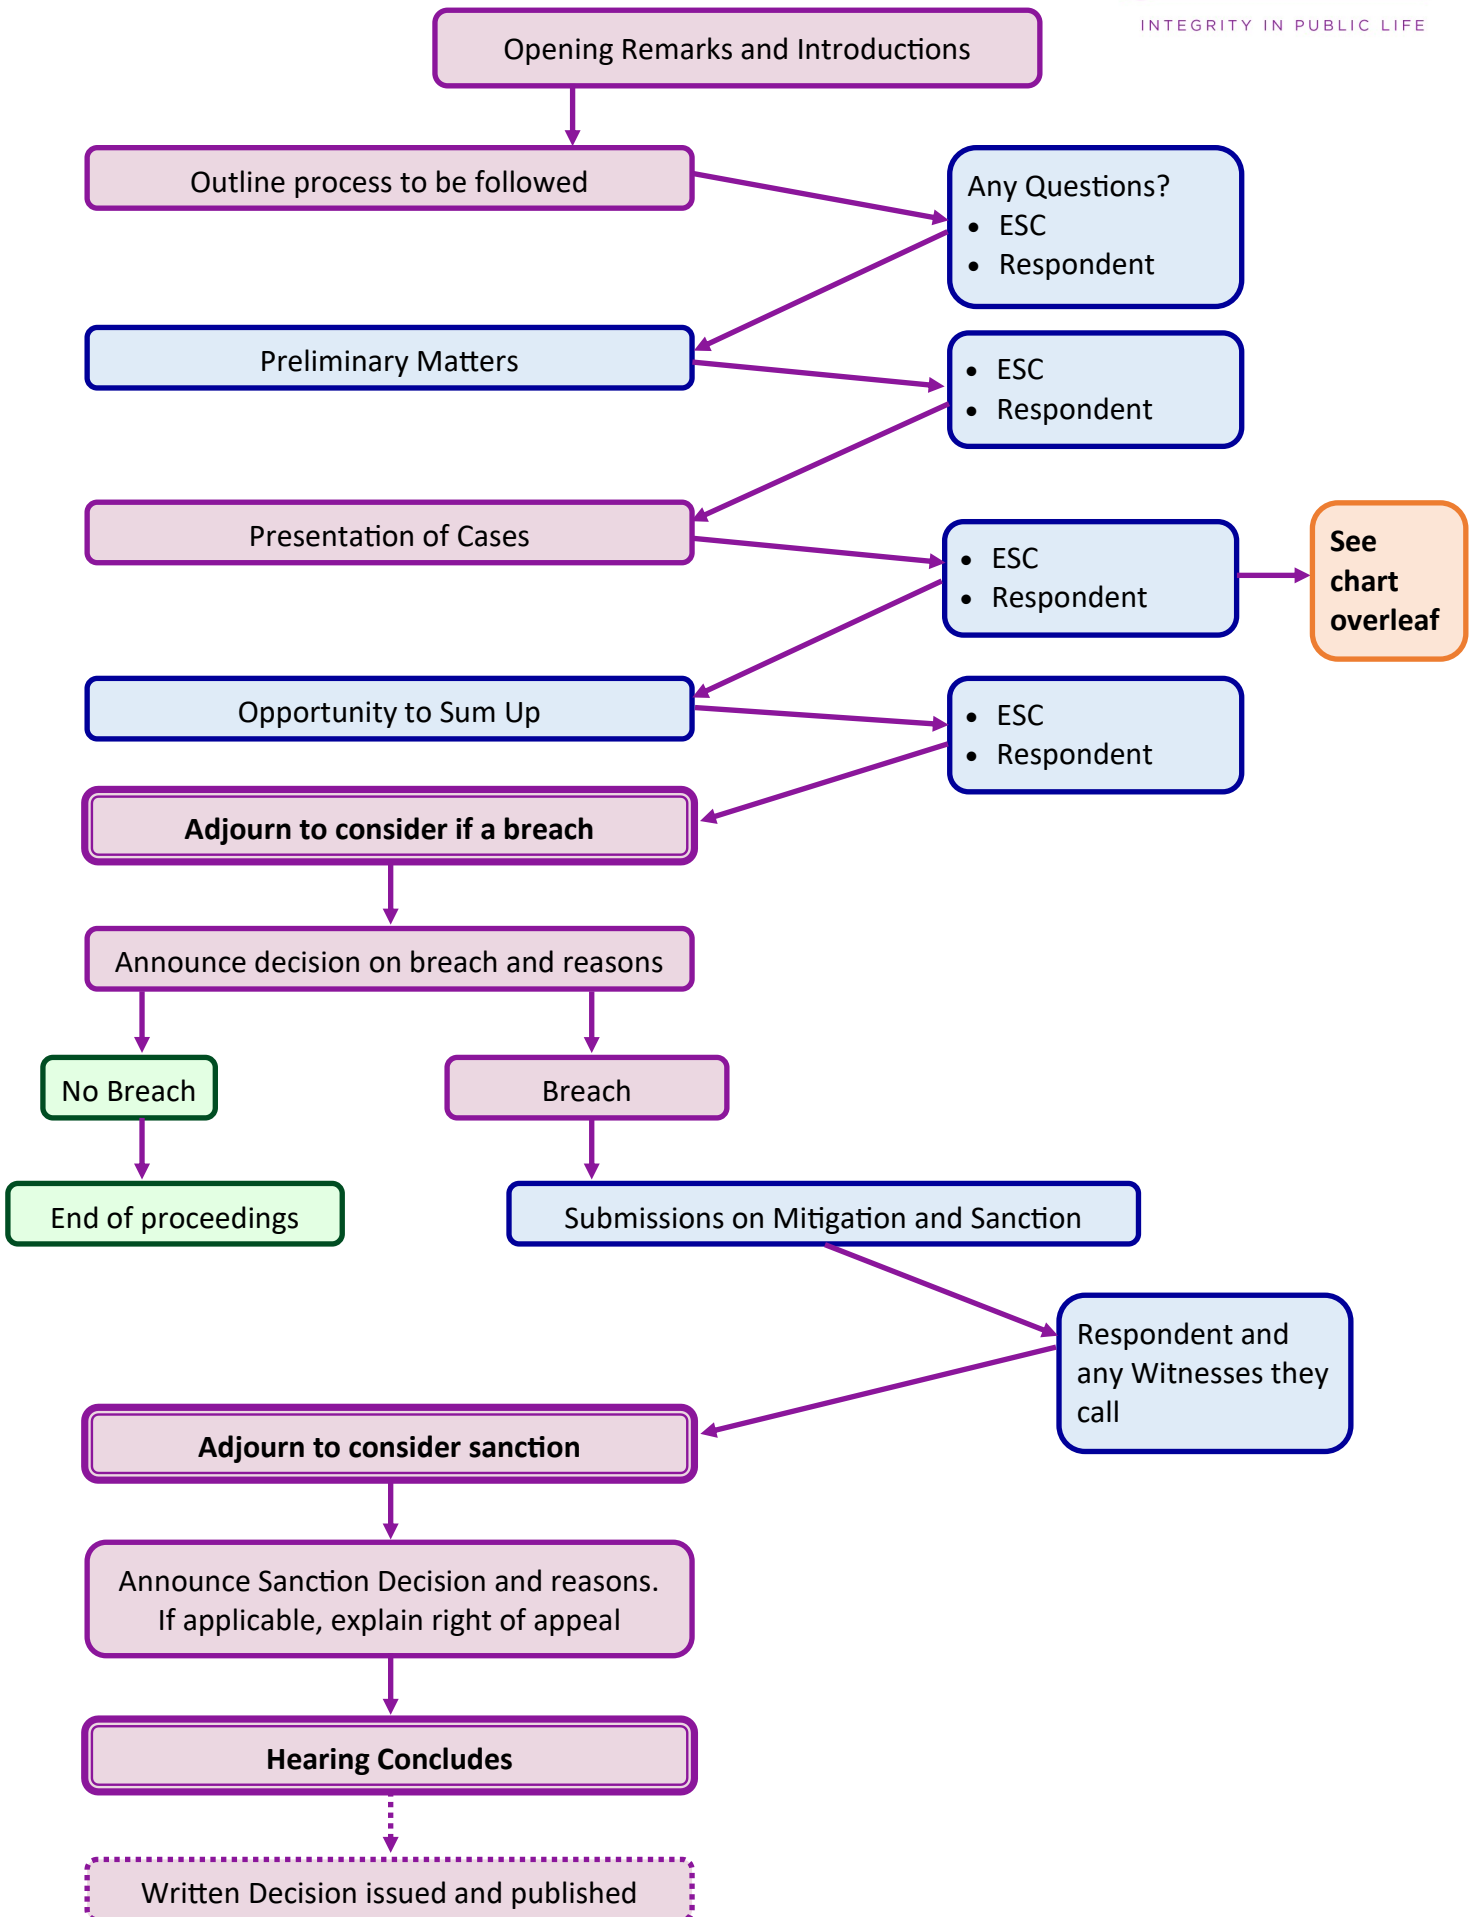 INTEGRITY IN PUBLIC LIFE
Opening Remarks and Introductions
Outline process to be followed
Any Questions?
• ESC
• Respondent
Preliminary Matters
• ESC
• Respondent
Presentation of Cases
• ESC
• Respondent
See
chart
overleaf
Opportunity to Sum Up
• ESC
• Respondent
Adjourn to consider if a breach
Announce decision on breach and reasons
No Breach
Breach
End of proceedings
Submissions on Mitigation and Sanction
Respondent and
any Witnesses they
call
Adjourn to consider sanction
Announce Sanction Decision and reasons.
If applicable, explain right of appeal
Hearing Concludes
Written Decision issued and published